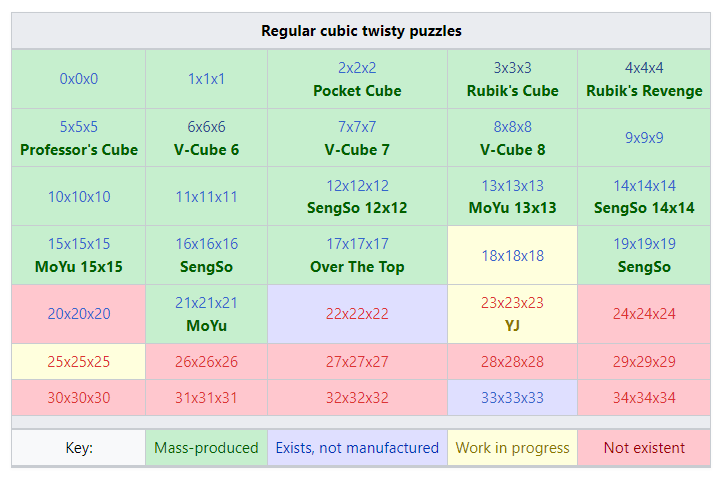 Regular cubic twisty puzzles
0x0x0
1x1x1
2x2x2
Pocket Cube
3x3x3
Rubik's Cube
4x4x4
Rubik's Revenge
5x5x5
Professor's Cube
6x6x6
V-Cube 6
7x7x7
V-Cube 7
8x8x8
V-Cube 8
9x9x9
10x10x10
11x11x11
12x12x12
SengSo 12x12
13x13x13
MoYu 13x13
14x14x14
SengSo 14x14
15x15x15
MoYu 15x15
16x16x16
SengSo
17x17x17
Over The Top
18x18x18
19x19x19
SengSo
20x20x20
21x21x21
MoYu
22x22x22
23x23x23
YJ
24x24x24
25x25x25
26x26x26
27x27x27
28x28x28
29x29x29
30x30x30
31x31x31
32x32x32
33x33x33
34x34x34
Key:
Mass-produced
Exists, not manufactured
Work in progress
Not existent